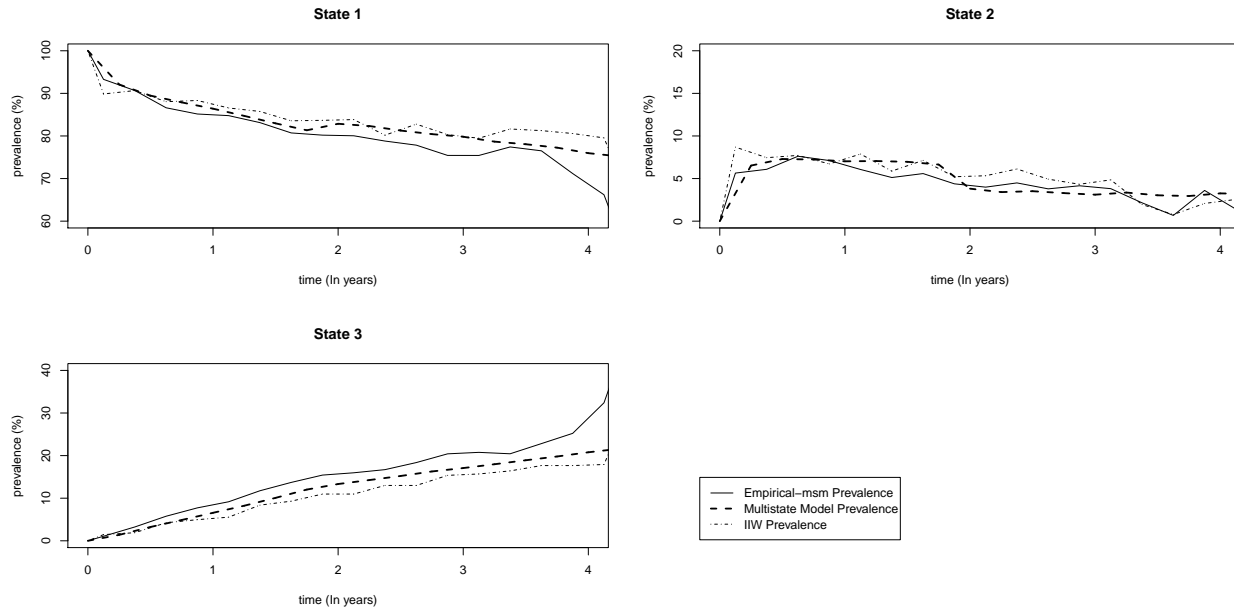 State 1
prevalence (%)
100
90
80
70
60
0 1 2 3 4
time (In years)
State 2
prevalence (%)
20
15
10
5
0
0 1 2 3 4
time (In years)
State 3
prevalence (%)
40
30
20
10
0
0 1 2 3 4
time (In years)
Empirical−msm Prevalence
Multistate Model Prevalence
IIW Prevalence